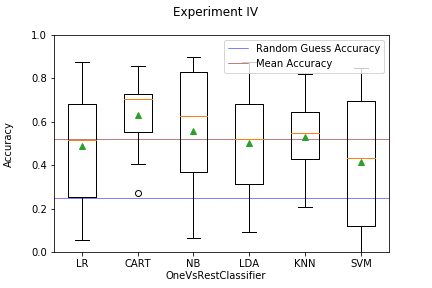 Experiment IV
Random Guess Accuracy
Mean Accuracy
Accuracy
1.0
0.8
0.6
0.4
0.2
0.0
LR CART NB LDA KNN SVM
OneVsRestClassifier